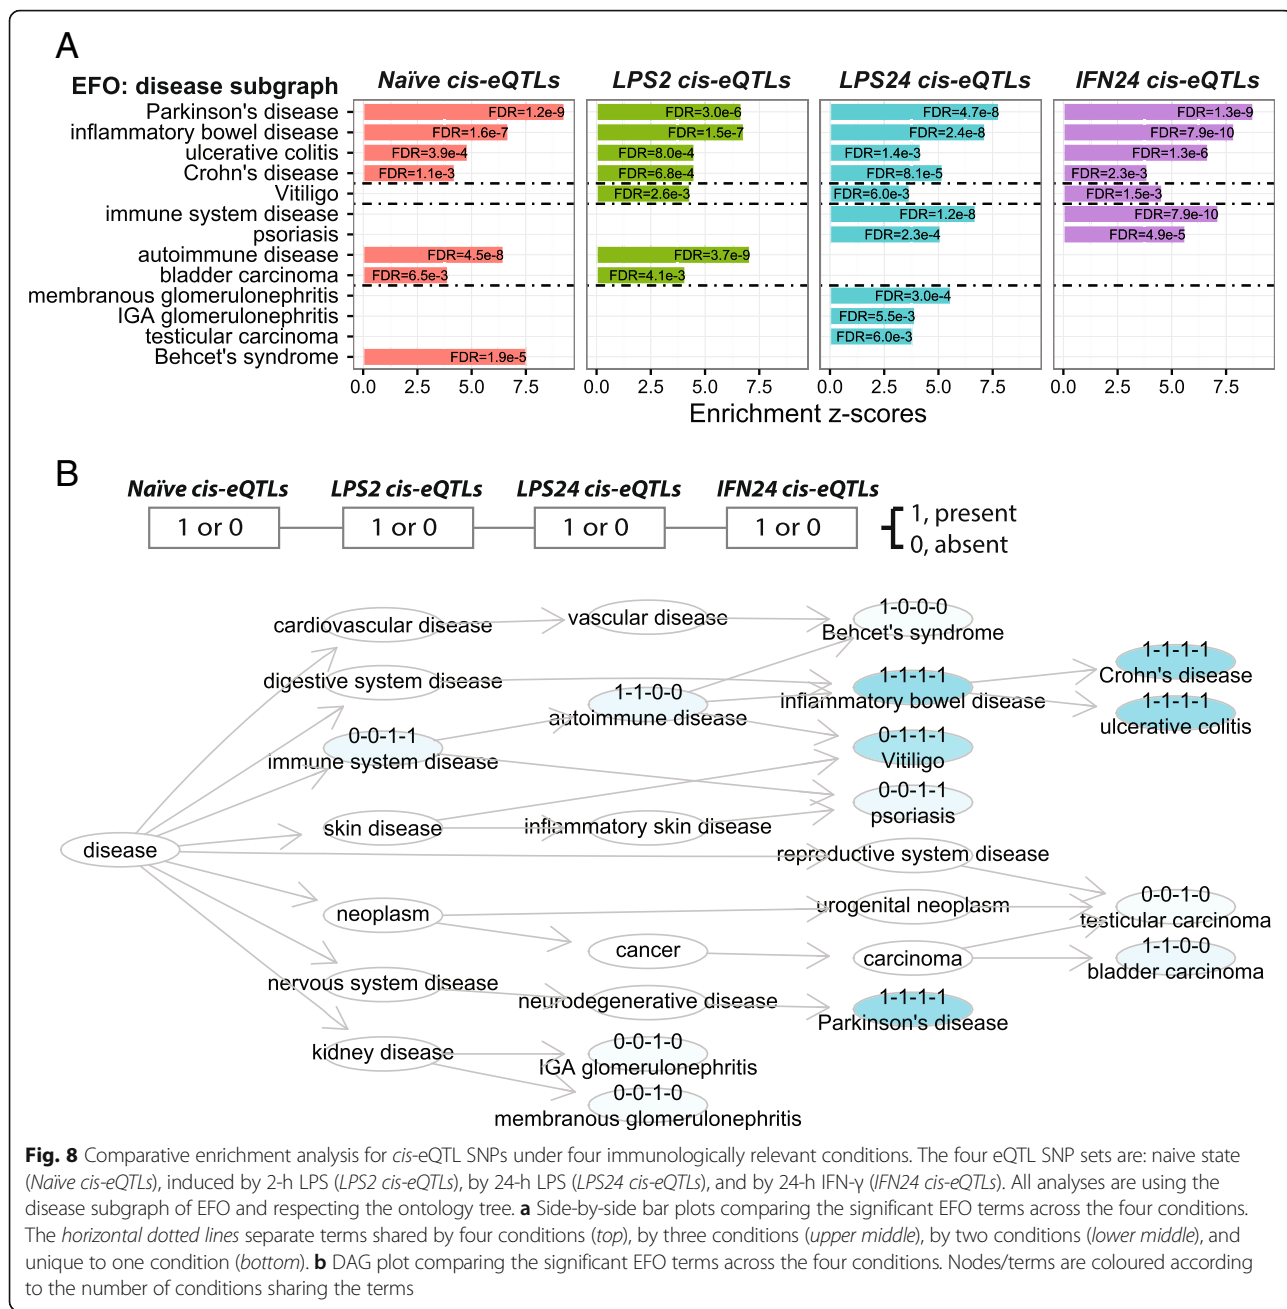 A
EFO: disease subgraph
Naïve cis-eQTLs
LPS2 cis-eQTLs
LPS24 cis-eQTLs
IFN24 cis-eQTLs
Parkinson's disease FDR=1.2e-9 FDR=3.0e-6 FDR=4.7e-8 FDR=1.3e-9
inflammatory bowel disease FDR=1.6e-7 FDR=1.5e-7 FDR=2.4e-8 FDR=7.9e-10
ulcerative colitis FDR=3.9e-4 FDR=8.0e-4 FDR=1.4e-3 FDR=1.3e-6
Crohn's disease FDR=1.1e-3 FDR=6.8e-4 FDR=8.1e-5 FDR=2.3e-3
Vitiligo FDR=2.6e-3 FDR=6.0e-3 FDR=1.5e-3
immune system disease FDR=1.2e-8 FDR=7.9e-10
psoriasis FDR=2.3e-4 FDR=4.9e-5
autoimmune disease FDR=4.5e-8 FDR=3.7e-9
bladder carcinoma FDR=6.5e-3 FDR=4.1e-3
membranous glomerulonephritis FDR=3.0e-4
IGA glomerulonephritis FDR=5.5e-3
testicular carcinoma FDR=6.0e-3
Behcet's syndrome FDR=1.9e-5
0.0 2.5 5.0 7.5 0.0 2.5 5.0 7.5 0.0 2.5 5.0 7.5 0.0 2.5 5.0 7.5
Enrichment z-scores
B
Naïve cis-eQTLs LPS2 cis-eQTLs LPS24 cis-eQTLs IFN24 cis-eQTLs
1 or 0 1 or 0 1 or 0 1 or 0
1, present
0, absent
disease
cardiovascular disease
digestive system disease
0-0-1-1
immune system disease
skin disease
neoplasm
nervous system disease
kidney disease
vascular disease
1-1-0-0
autoimmune disease
inflammatory skin disease
cancer
neurodegenerative disease
0-0-1-0
IGA glomerulonephritis
0-0-1-0
membranous glomerulonephritis
1-0-0-0
Behcet's syndrome
1-1-1-1
inflammatory bowel disease
0-1-1-1
Vitiligo
0-0-1-1
psoriasis
reproductive system disease
urogenital neoplasm
carcinoma
1-1-1-1
Parkinson's disease
1-1-1-1
Crohn's disease
1-1-1-1
ulcerative colitis
0-0-1-0
testicular carcinoma
1-1-0-0
bladder carcinoma
Fig. 8 Comparative enrichment analysis for cis-eQTL SNPs under four immunologically relevant conditions. The four eQTL SNP sets are: naive state
(Naïve cis-eQTLs), induced by 2-h LPS (LPS2 cis-eQTLs), by 24-h LPS (LPS24 cis-eQTLs), and by 24-h IFN-γ (IFN24 cis-eQTLs). All analyses are using the
disease subgraph of EFO and respecting the ontology tree. a Side-by-side bar plots comparing the significant EFO terms across the four conditions.
The horizontal dotted lines separate terms shared by four conditions (top), by three conditions (upper middle), by two conditions (lower middle), and
unique to one condition (bottom). b DAG plot comparing the significant EFO terms across the four conditions. Nodes/terms are coloured according
to the number of conditions sharing the terms